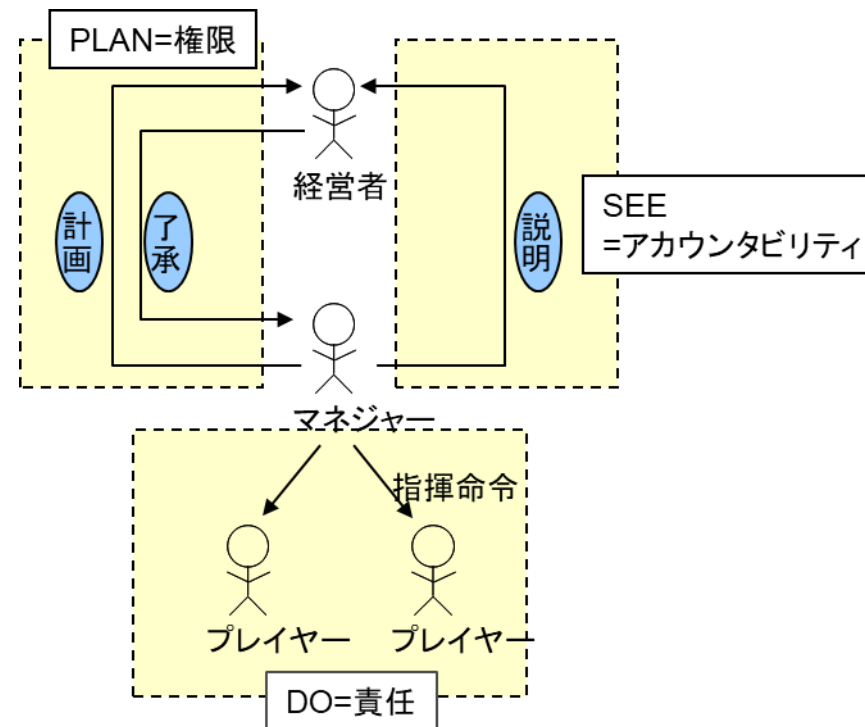 PLAN=権限
経営者
計画
了承
説明
SEE
=アカウンタビリティ
マネジャー
指揮命令
プレイヤー
プレイヤー
DO=責任